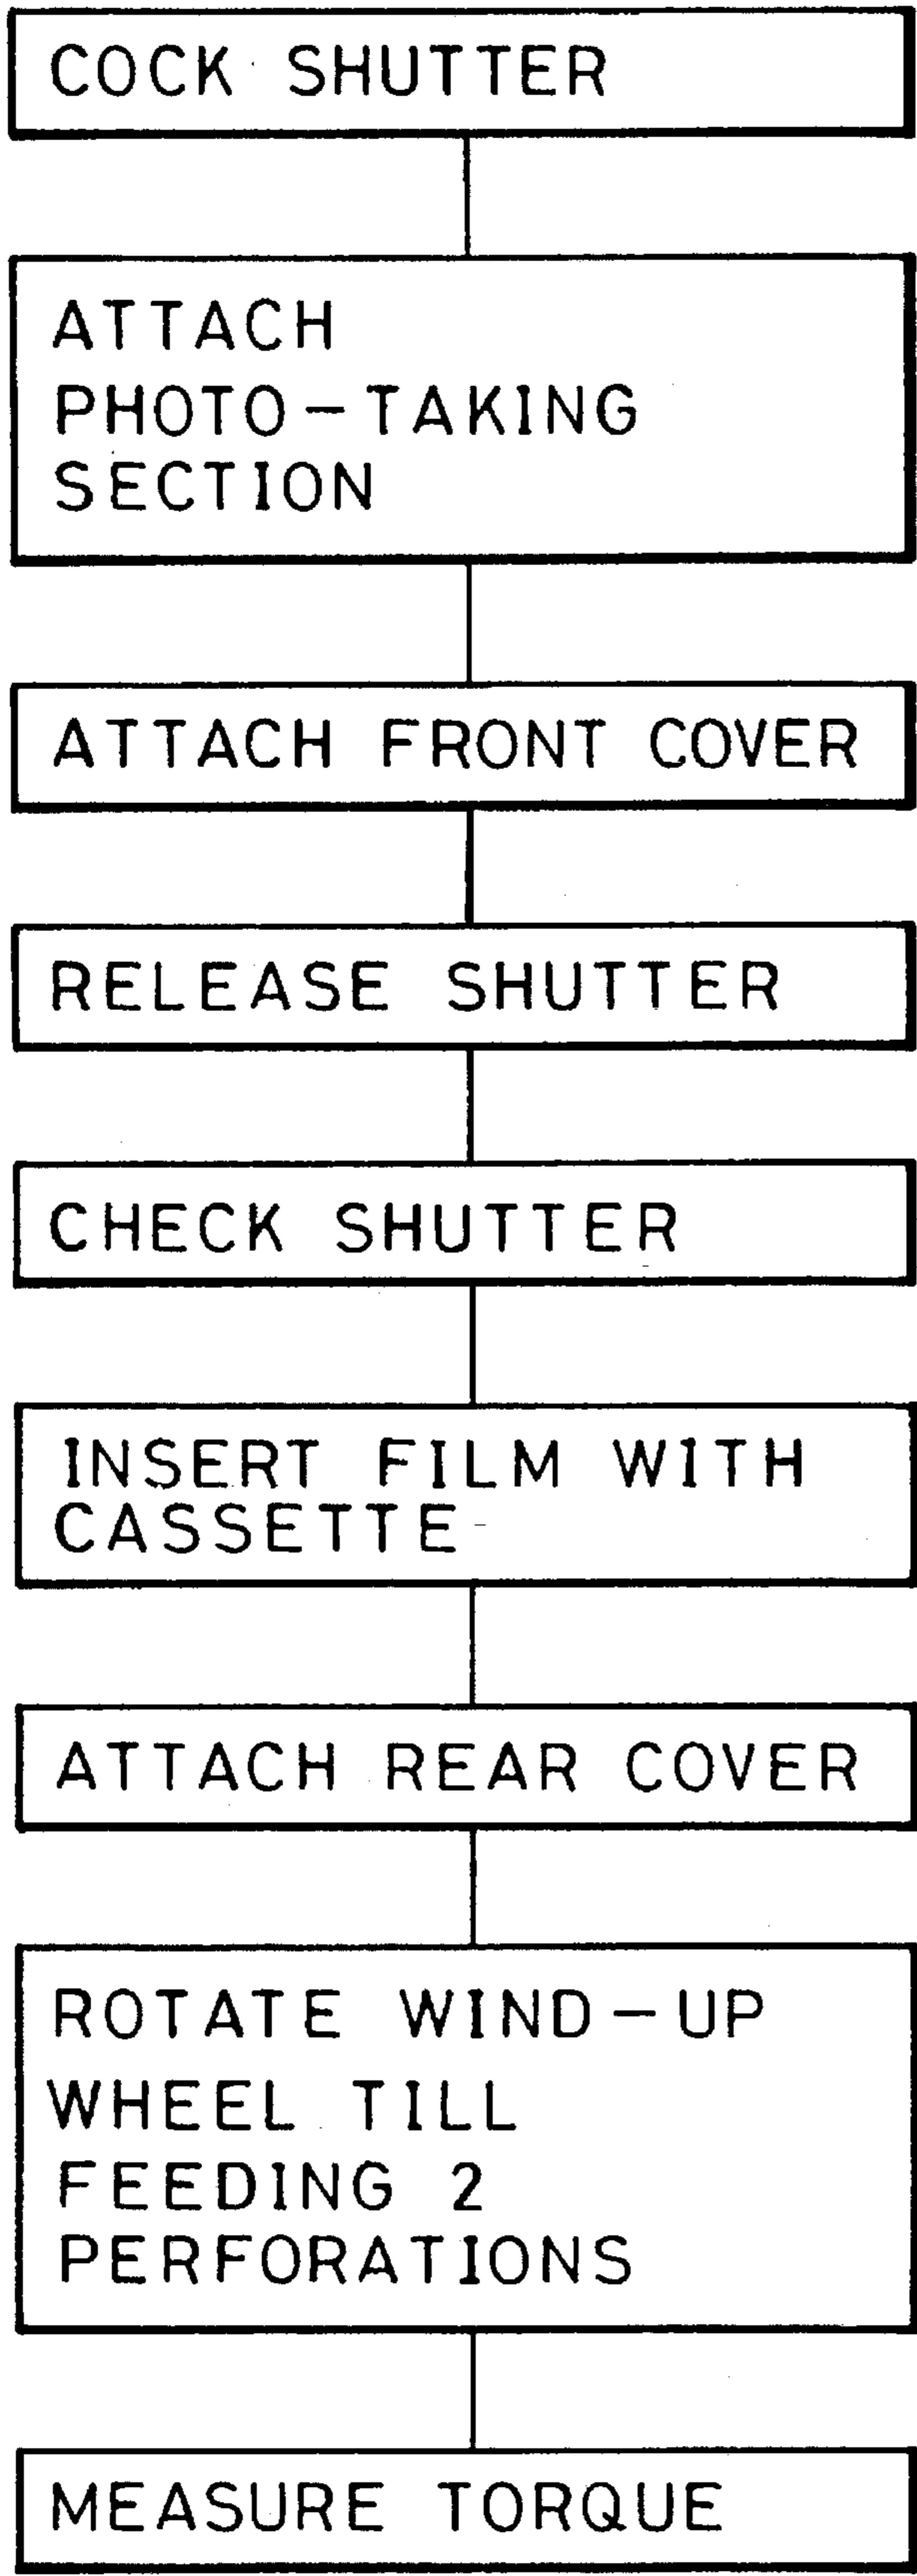 COCK SHUTTER
ATTACH
PHOTO-TAKING
SECTION
ATTACH FRONT COVER
RELEASE SHUTTER
CHECK SHUTTER
INSERT FILM WITH
CASSETTE
ATTACH REAR COVER
ROTATE WIND-UP
WHEEL TILL
FEEDING 2
PERFORATIONS
MEASURE TORQUE